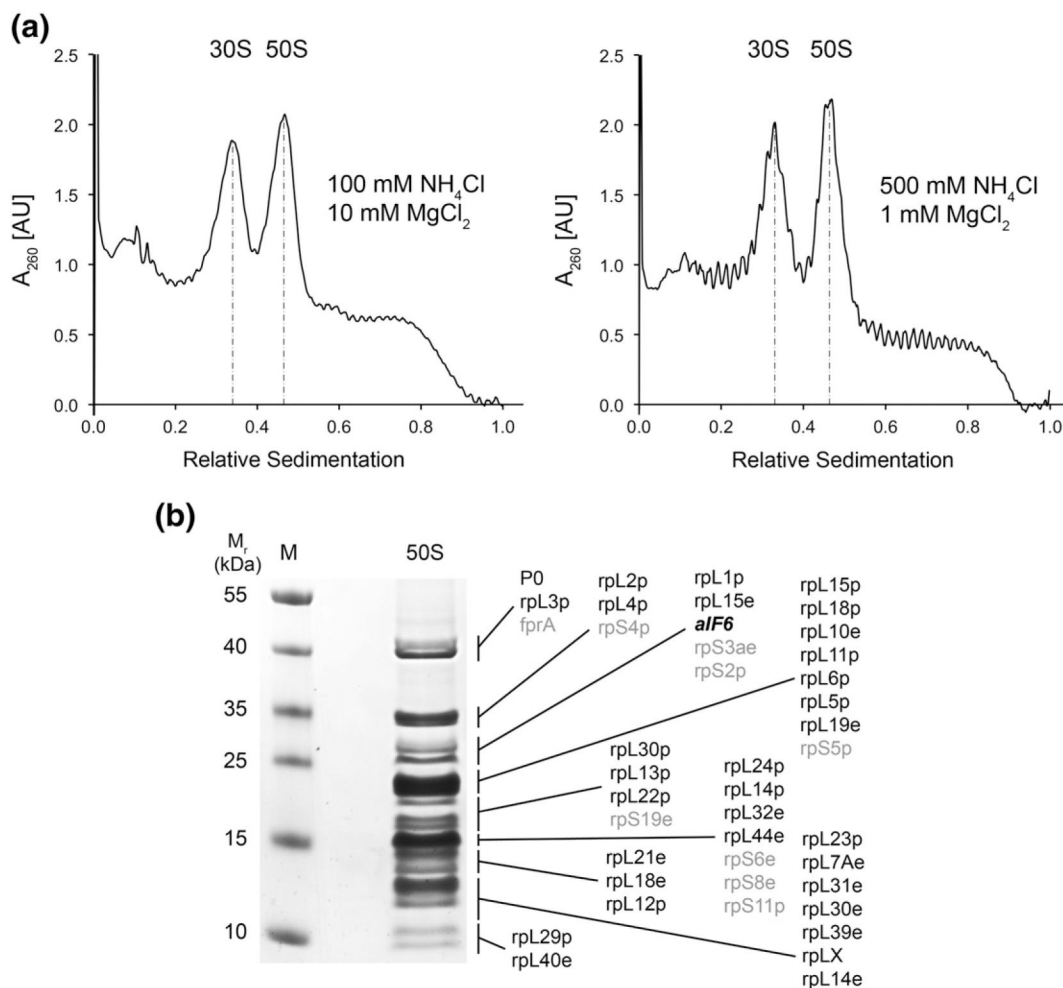 (a)
30S 50S
2.5
2.0
1.5
1.0
0.5
0.0
A260 [AU]
100 mM NH4Cl
10 mM MgCl2
0.0 0.2 0.4 0.6 0.8 1.0
Relative Sedimentation
30S 50S
2.5
2.0
1.5
1.0
0.5
0.0
A260 [AU]
500 mM NH4Cl
1 mM MgCl2
0.0 0.2 0.4 0.6 0.8 1.0
Relative Sedimentation
(b)
Mr
(kDa)
M
50S
55
40
35
25
15
10
P0
rpL3p
fprA
rpL2p
rpL4p
rpS4p
rpL1p
rpL15e
aIF6
rpS3ae
rpS2p
rpL15p
rpL18p
rpL10e
rpL11p
rpL6p
rpL5p
rpL19e
rpS5p
rpL30p
rpL13p
rpL22p
rpS19e
rpL24p
rpL14p
rpL32e
rpL44e
rpS6e
rpS8e
rpS11p
rpL21e
rpL18e
rpL12p
rpL23p
rpL7Ae
rpL31e
rpL30e
rpL39e
rpLX
rpL14e
rpL29p
rpL40e